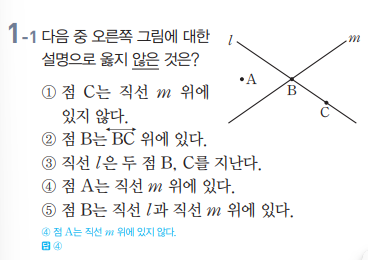 1-1 다음 중 오른쪽 그림에 대한
설명으로 옳지 않은 것은?
① 점 C는 직선 m 위에
있지 않다.
② 점 B는 BC 위에 있다.
③ 직선 l은 두 점 B, C를 지난다.
④ 점 A는 직선 m 위에 있다.
⑤ 점 B는 직선 l과 직선 m 위에 있다.
④ 점 A는 직선 m 위에 있지 않다.
답 ④
l
m
A
B
C